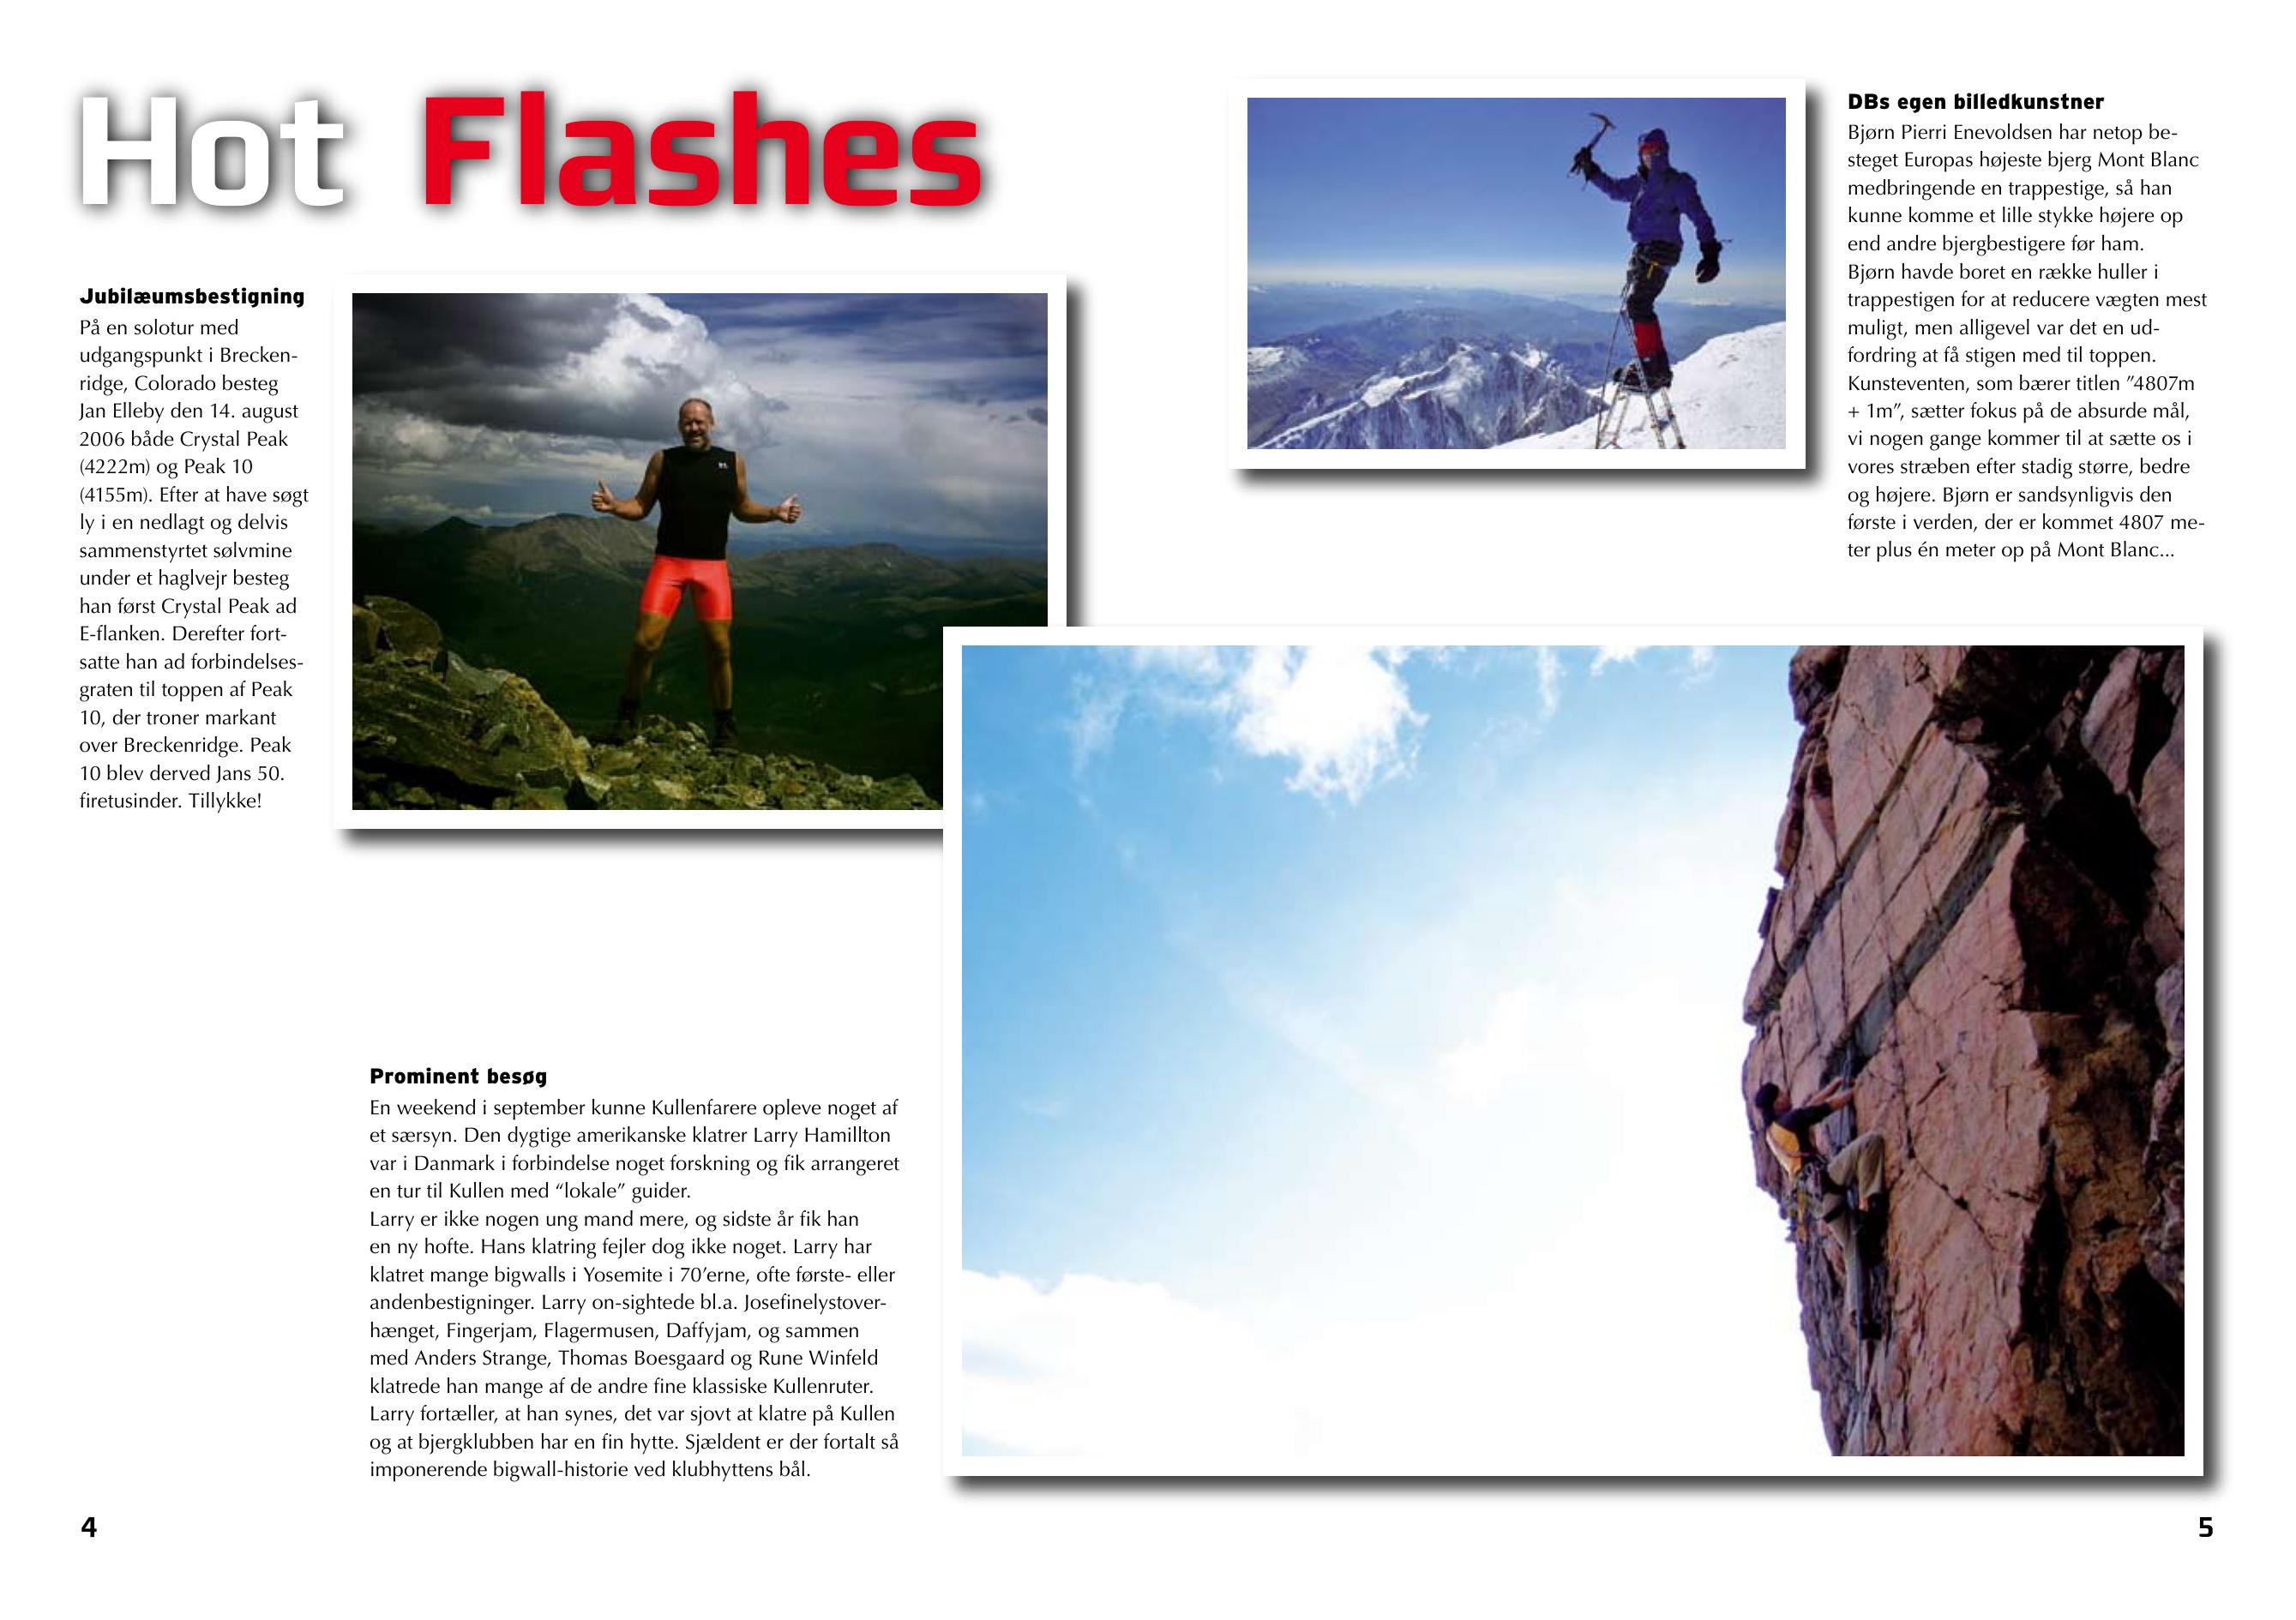 Hot Flashes
Jubilæumsbestigning
På en solotur med
udgangspunkt i Brecken-
ridge, Colorado besteg
Jan Elleby den 14. august
2006 både Crystal Peak
(4222m) og Peak 10
(4155m). Efter at have søgt
ly i en nedlagt og delvis
sammenstyrtet sølvmine
under et haglvejr besteg
han først Crystal Peak ad
E-flanken. Derefter fort-
satte han ad forbindelses-
graten til toppen af Peak
10, der troner markant
over Breckenridge. Peak
10 blev derved Jans 50.
firetusinder. Tillykke!
Prominent besøg
En weekend i september kunne Kullenfarere opleve noget af
et særsyn. Den dygtige amerikanske klatrer Larry Hamillton
var i Danmark i forbindelse noget forskning og fik arrangeret
en tur til Kullen med “lokale” guider.
Larry er ikke nogen ung mand mere, og sidste år fik han
en ny hofte. Hans klatring fejler dog ikke noget. Larry har
klatret mange bigwalls i Yosemite i 70’erne, ofte første- eller
andenbestigninger. Larry on-sightede bl.a. Josefinelystover-
hænget, Fingerjam, Flagermusen, Daffyjam, og sammen
med Anders Strange, Thomas Boesgaard og Rune Winfeld
klatrede han mange af de andre fine klassiske Kullenruter.
Larry fortæller, at han synes, det var sjovt at klatre på Kullen
og at bjergklubben har en fin hytte. Sjældent er der fortalt så
imponerende bigwall-historie ved klubhyttens bål.
4
DBs egen billedkunstner
Bjørn Pierri Enevoldsen har netop be-
steget Europas højeste bjerg Mont Blanc
medbringende en trappestige, så han
kunne komme et lille stykke højere op
end andre bjergbestigere før ham.
Bjørn havde boret en række huller i
trappestigen for at reducere vægten mest
muligt, men alligevel var det en ud-
fordring at få stigen med til toppen.
Kunsteventen, som bærer titlen ”4807m
+ 1m”, sætter fokus på de absurde mål,
vi nogen gange kommer til at sætte os i
vores stræben efter stadig større, bedre
og højere. Bjørn er sandsynligvis den
første i verden, der er kommet 4807 me-
ter plus én meter op på Mont Blanc...
5